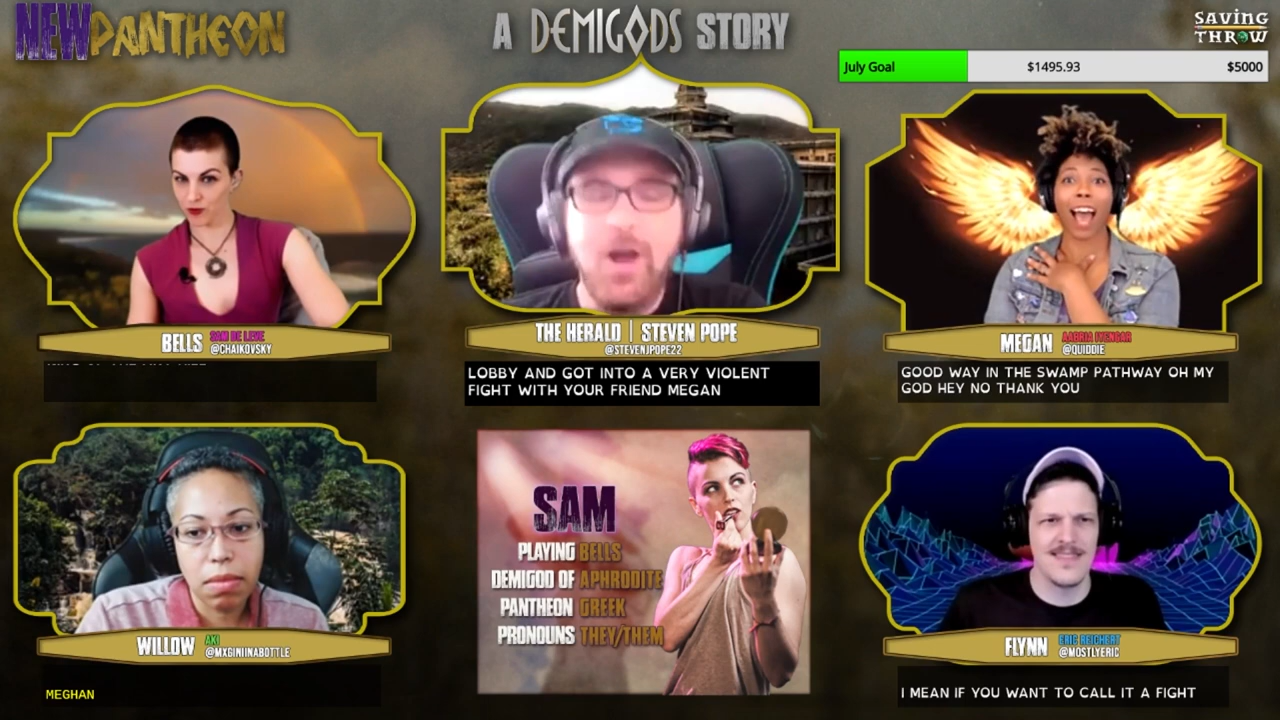 NEW PANTHEON
A DEMIGODS STORY
SAVING
THROW
July Goal $1495.93 $5000
BELLS SAM DE LEVE
@CHAIKOVSKY
THE HERALD | STEVEN POPE
@STEVENJPOPE22
MEGAN AABRIA IYENGAR
@QUIDDIE
LOBBY AND GOT INTO A VERY VIOLENT
FIGHT WITH YOUR FRIEND MEGAN
GOOD WAY IN THE SWAMP PATHWAY OH MY
GOD HEY NO THANK YOU
SAM
PLAYING BELLS
DEMIGOD OF APHRODITE
PANTHEON GREEK
PRONOUNS THEY/THEM
WILLOW AKI
@MXGINIINABOTTLE
FLYNN ERIC REICHERT
@MOSTLYERIC
MEGHAN
I MEAN IF YOU WANT TO CALL IT A FIGHT